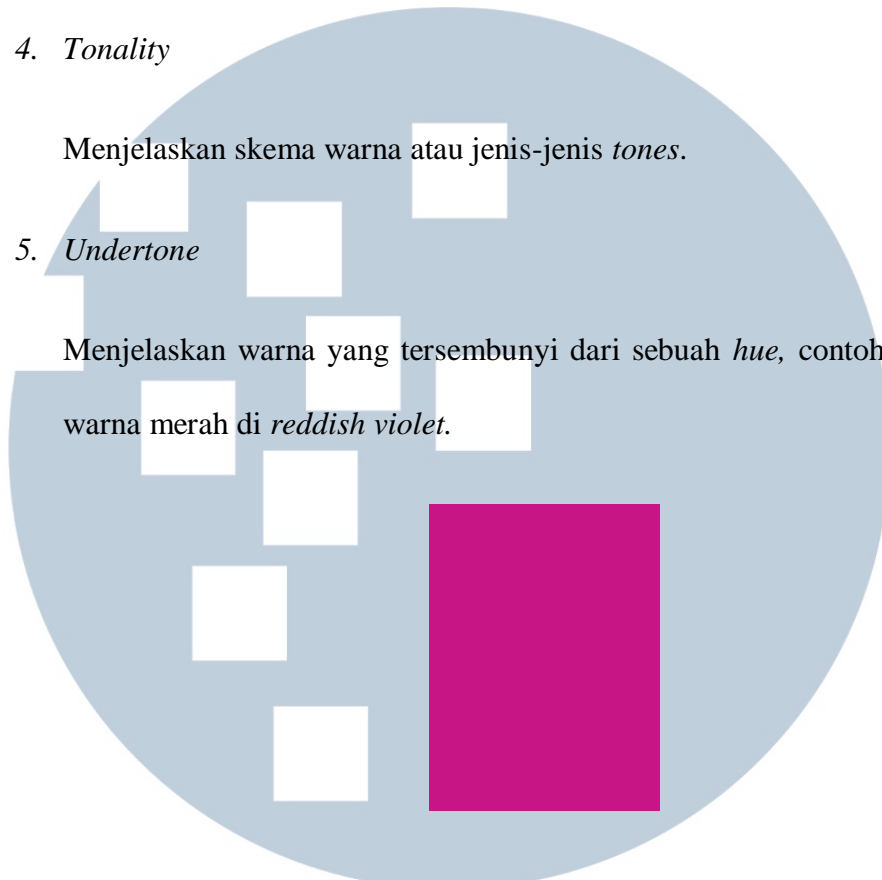 4. Tonality
Menjelaskan skema warna atau jenis-jenis tones.
5. Undertone
Menjelaskan warna yang tersembunyi dari sebuah hue, contoh
warna merah di reddish violet.